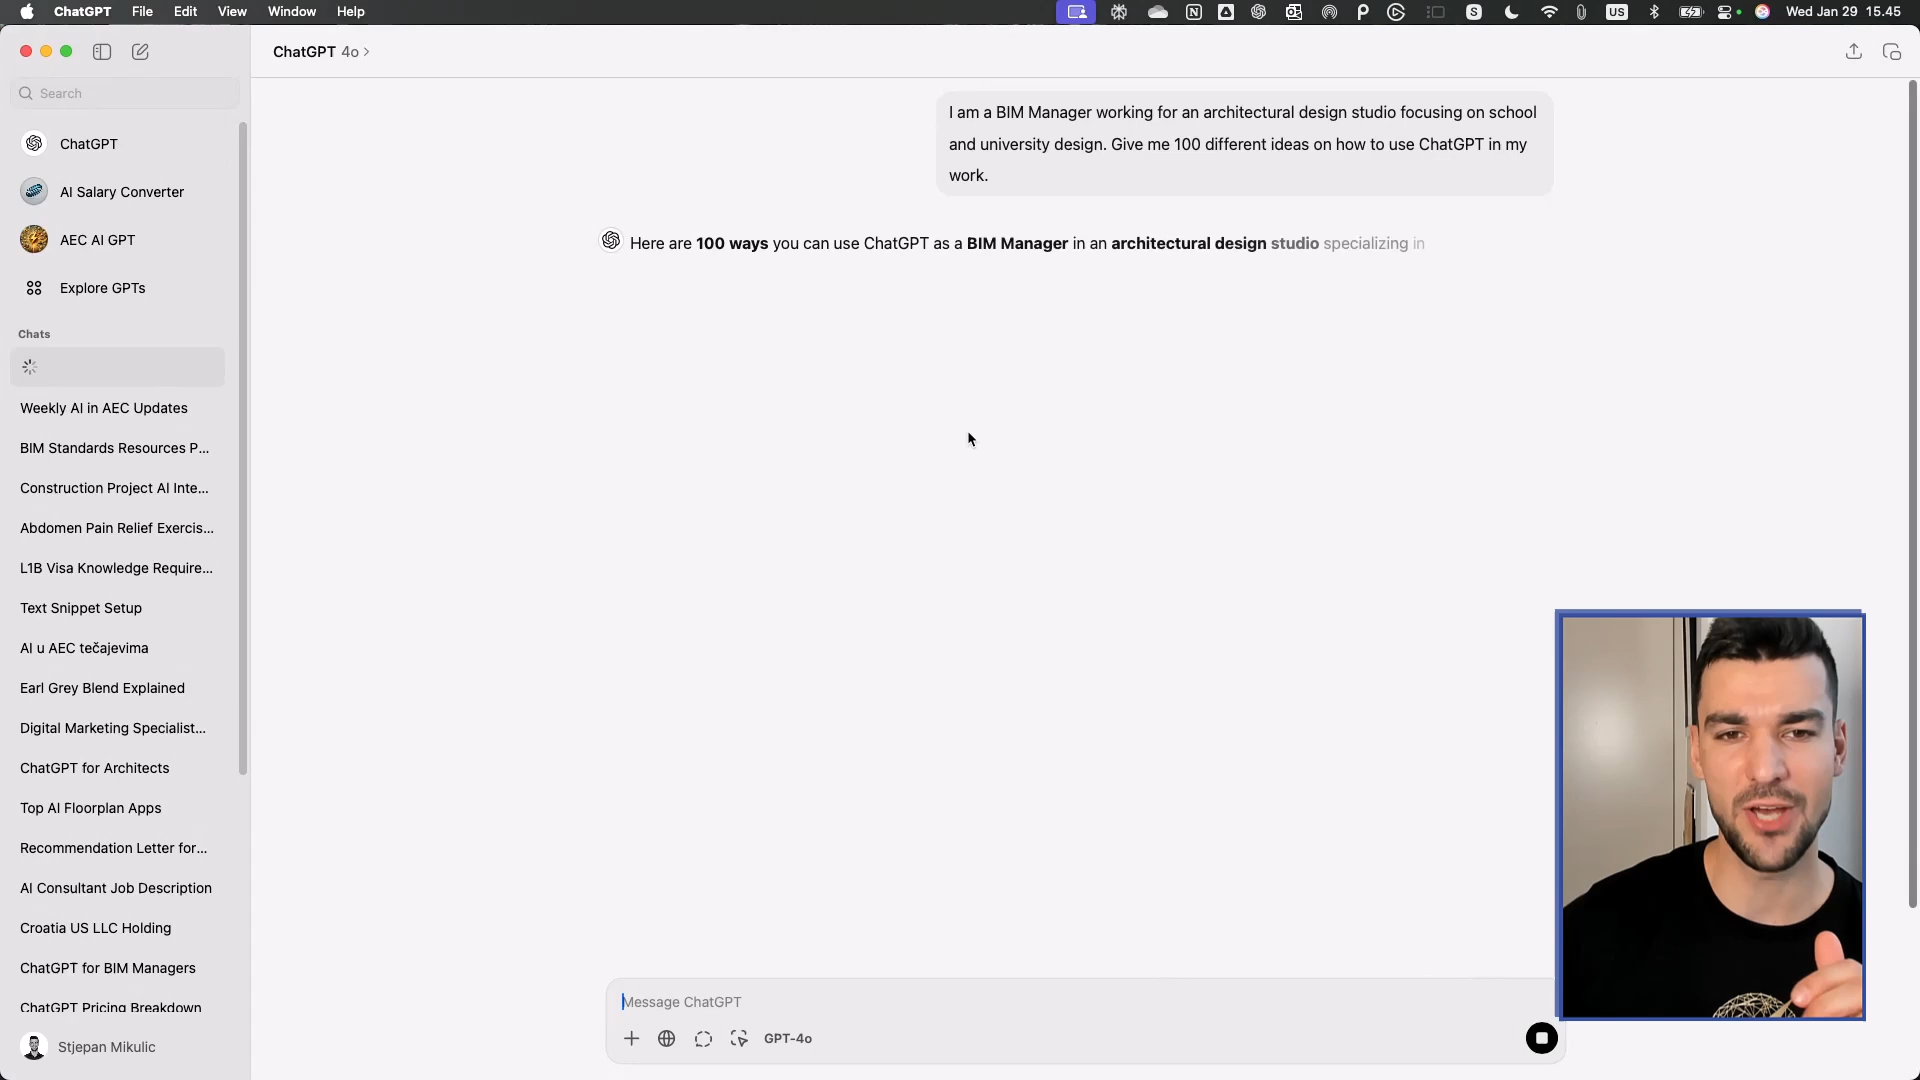 ChatGPT File Edit View Window Help
US
Wed Jan 29 15.45
ChatGPT 4o >
Search
ChatGPT
AI Salary Converter
AEC AI GPT
Explore GPTs
Chats
Weekly AI in AEC Updates
BIM Standards Resources P...
Construction Project AI Inte...
Abdomen Pain Relief Exercis...
L1B Visa Knowledge Require...
Text Snippet Setup
AI u AEC tečajevima
Earl Grey Blend Explained
Digital Marketing Specialist...
ChatGPT for Architects
Top AI Floorplan Apps
Recommendation Letter for...
AI Consultant Job Description
Croatia US LLC Holding
ChatGPT for BIM Managers
ChatGPT Pricing Breakdown
Stjepan Mikulic
I am a BIM Manager working for an architectural design studio focusing on school
and university design. Give me 100 different ideas on how to use ChatGPT in my
work.
Here are 100 ways you can use ChatGPT as a BIM Manager in an architectural design studio specializing in
Message ChatGPT
GPT-4o